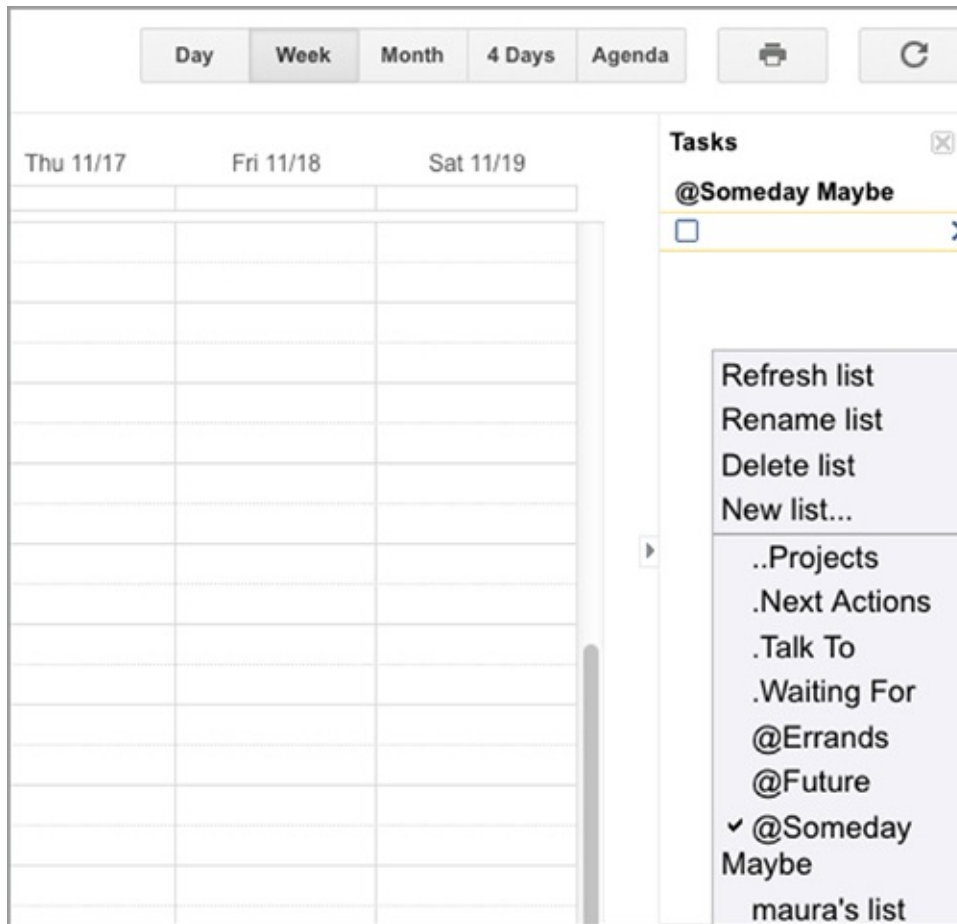 Day Week Month 4 Days Agenda
Thu 11/17 Fri 11/18 Sat 11/19
Tasks
@Someday Maybe
Refresh list
Rename list
Delete list
New list...
..Projects
.Next Actions
.Talk To
.Waiting For
@Errands
@Future
@Someday
Maybe
maura's list